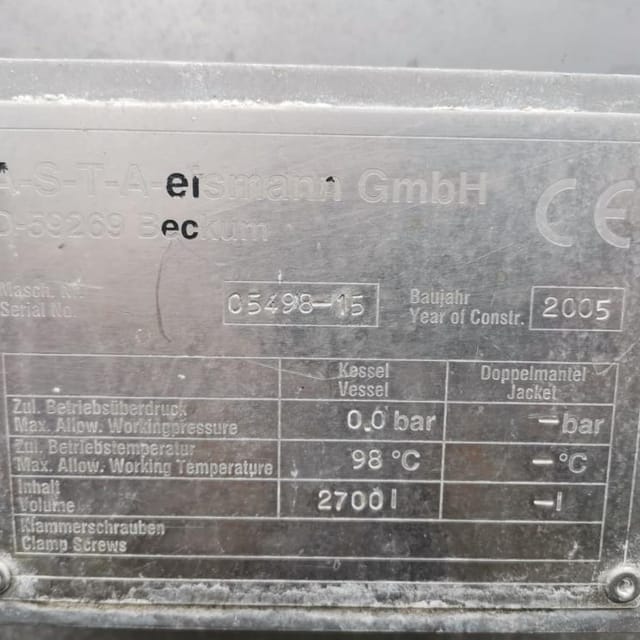 A-S-T-A-eismann GmbH
D-59269 Beckum
CE
Masch. Nr.
Serial No.
05498-15
Baujahr
Year of Constr.
2005
Kessel
Vessel
Doppelmantel
Jacket
Zul. Betriebsüberdruck
Max. Allow. Workingpressure
0.0 bar
- bar
Zul. Betriebstemperatur
Max. Allow. Working Temperature
98 °C
- °C
Inhalt
Volume
2700 l
- l
Klammerschrauben
Clamp Screws